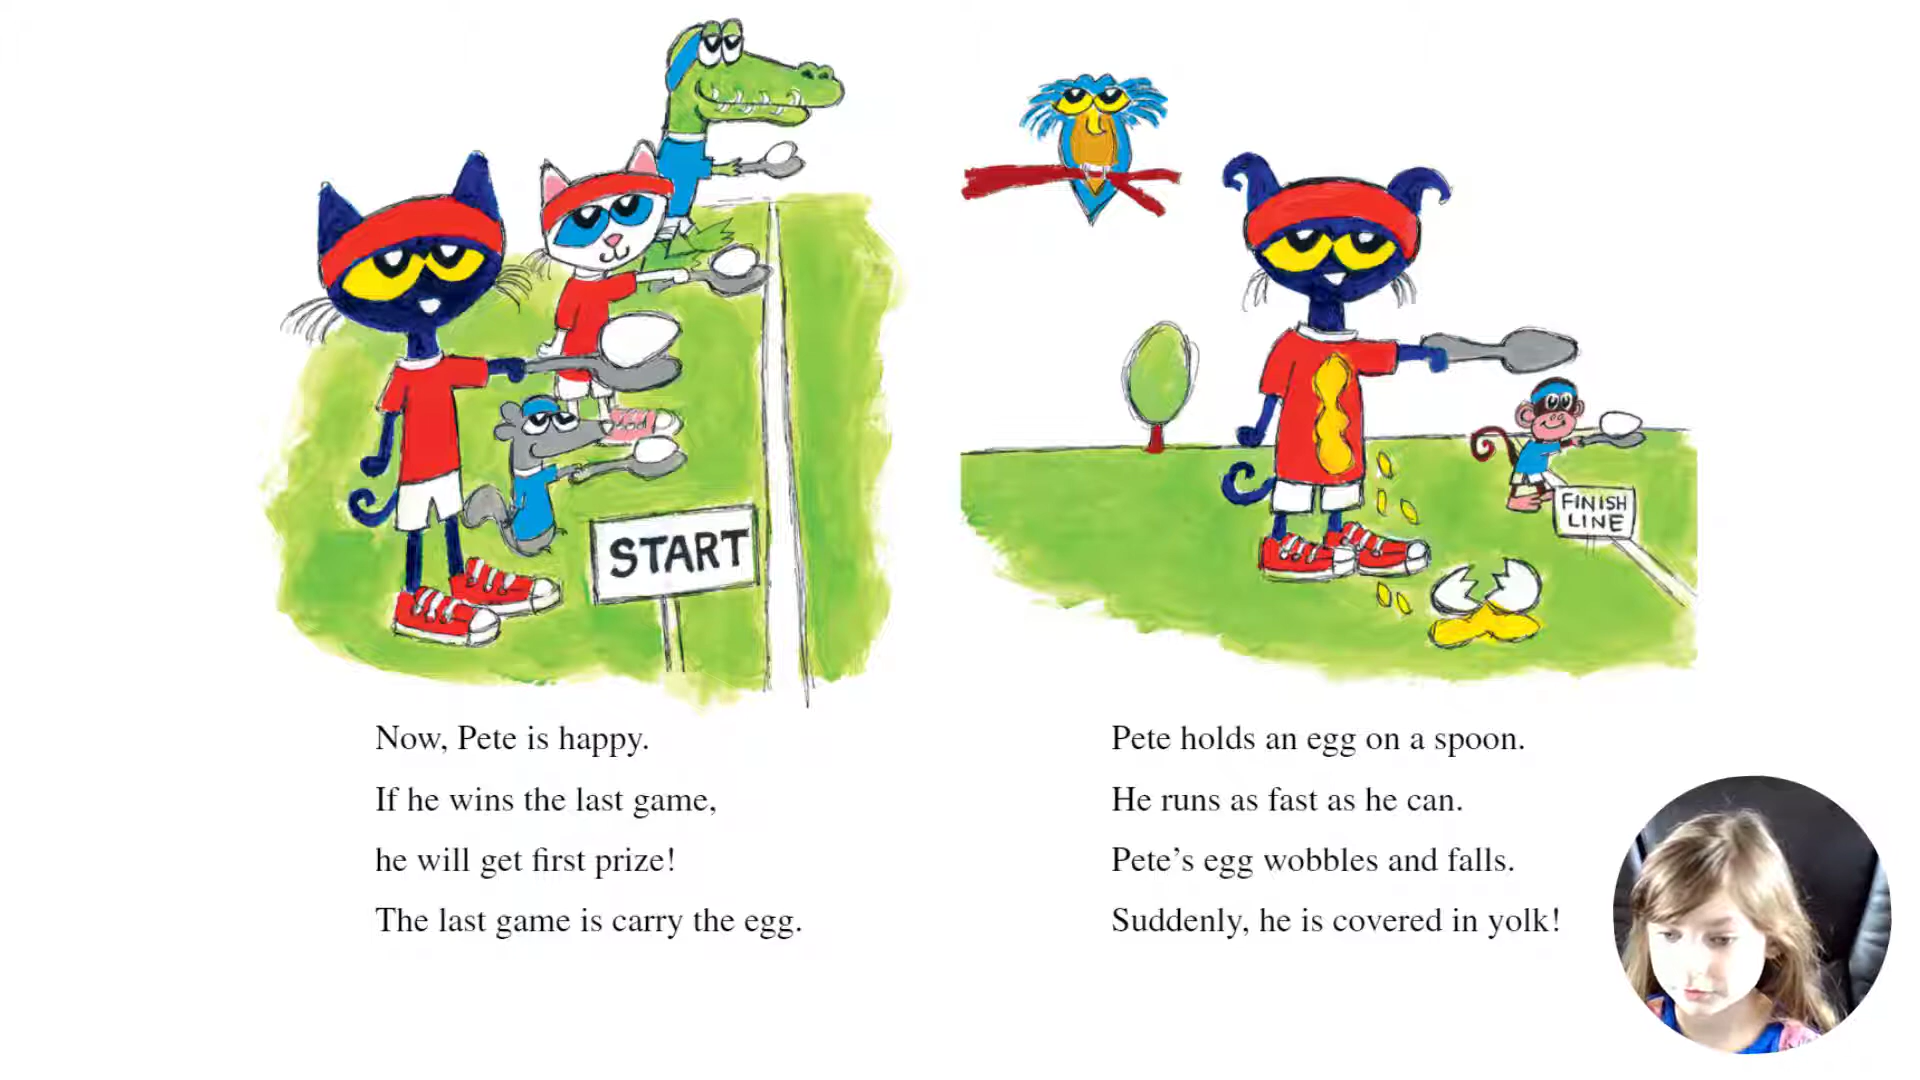 START
FINISH
LINE
Now, Pete is happy.
If he wins the last game,
he will get first prize!
The last game is carry the egg.
Pete holds an egg on a spoon.
He runs as fast as he can.
Pete’s egg wobbles and falls.
Suddenly, he is covered in yolk!